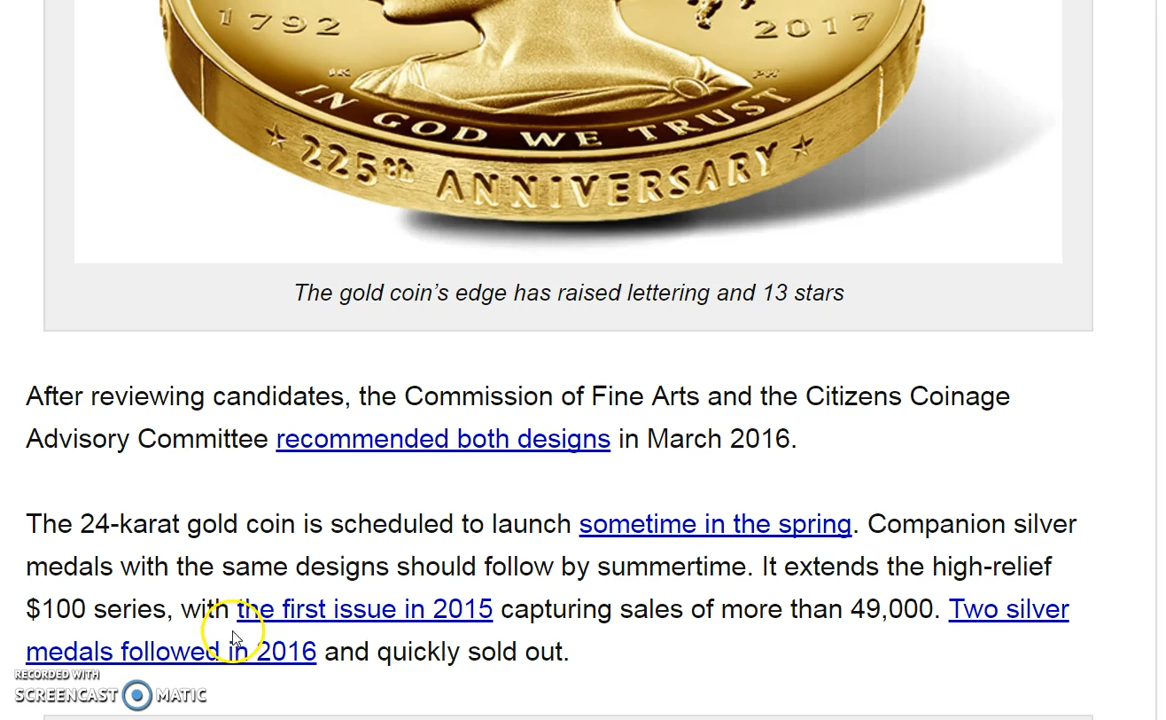 1792
2017
IN GOD WE TRUST
225th ANNIVERSARY
The gold coin’s edge has raised lettering and 13 stars
After reviewing candidates, the Commission of Fine Arts and the Citizens Coinage
Advisory Committee recommended both designs in March 2016.
The 24-karat gold coin is scheduled to launch sometime in the spring. Companion silver
medals with the same designs should follow by summertime. It extends the high-relief
$100 series, with the first issue in 2015 capturing sales of more than 49,000. Two silver
medals followed in 2016 and quickly sold out.
RECORDED WITH
SCREENCAST MATIC